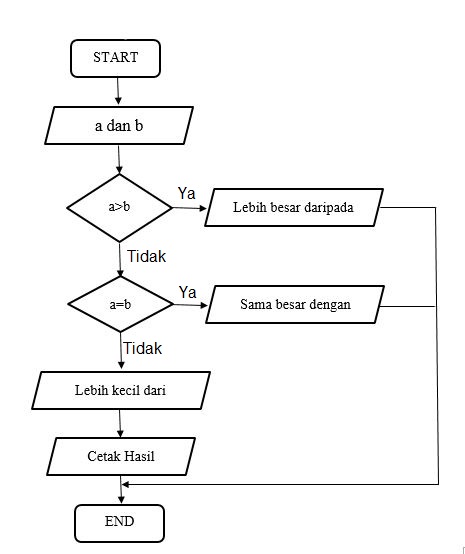 START
a dan b
a>b
Ya
Lebih besar daripada
Tidak
a=b
Ya
Sama besar dengan
Tidak
Lebih kecil dari
Cetak Hasil
END